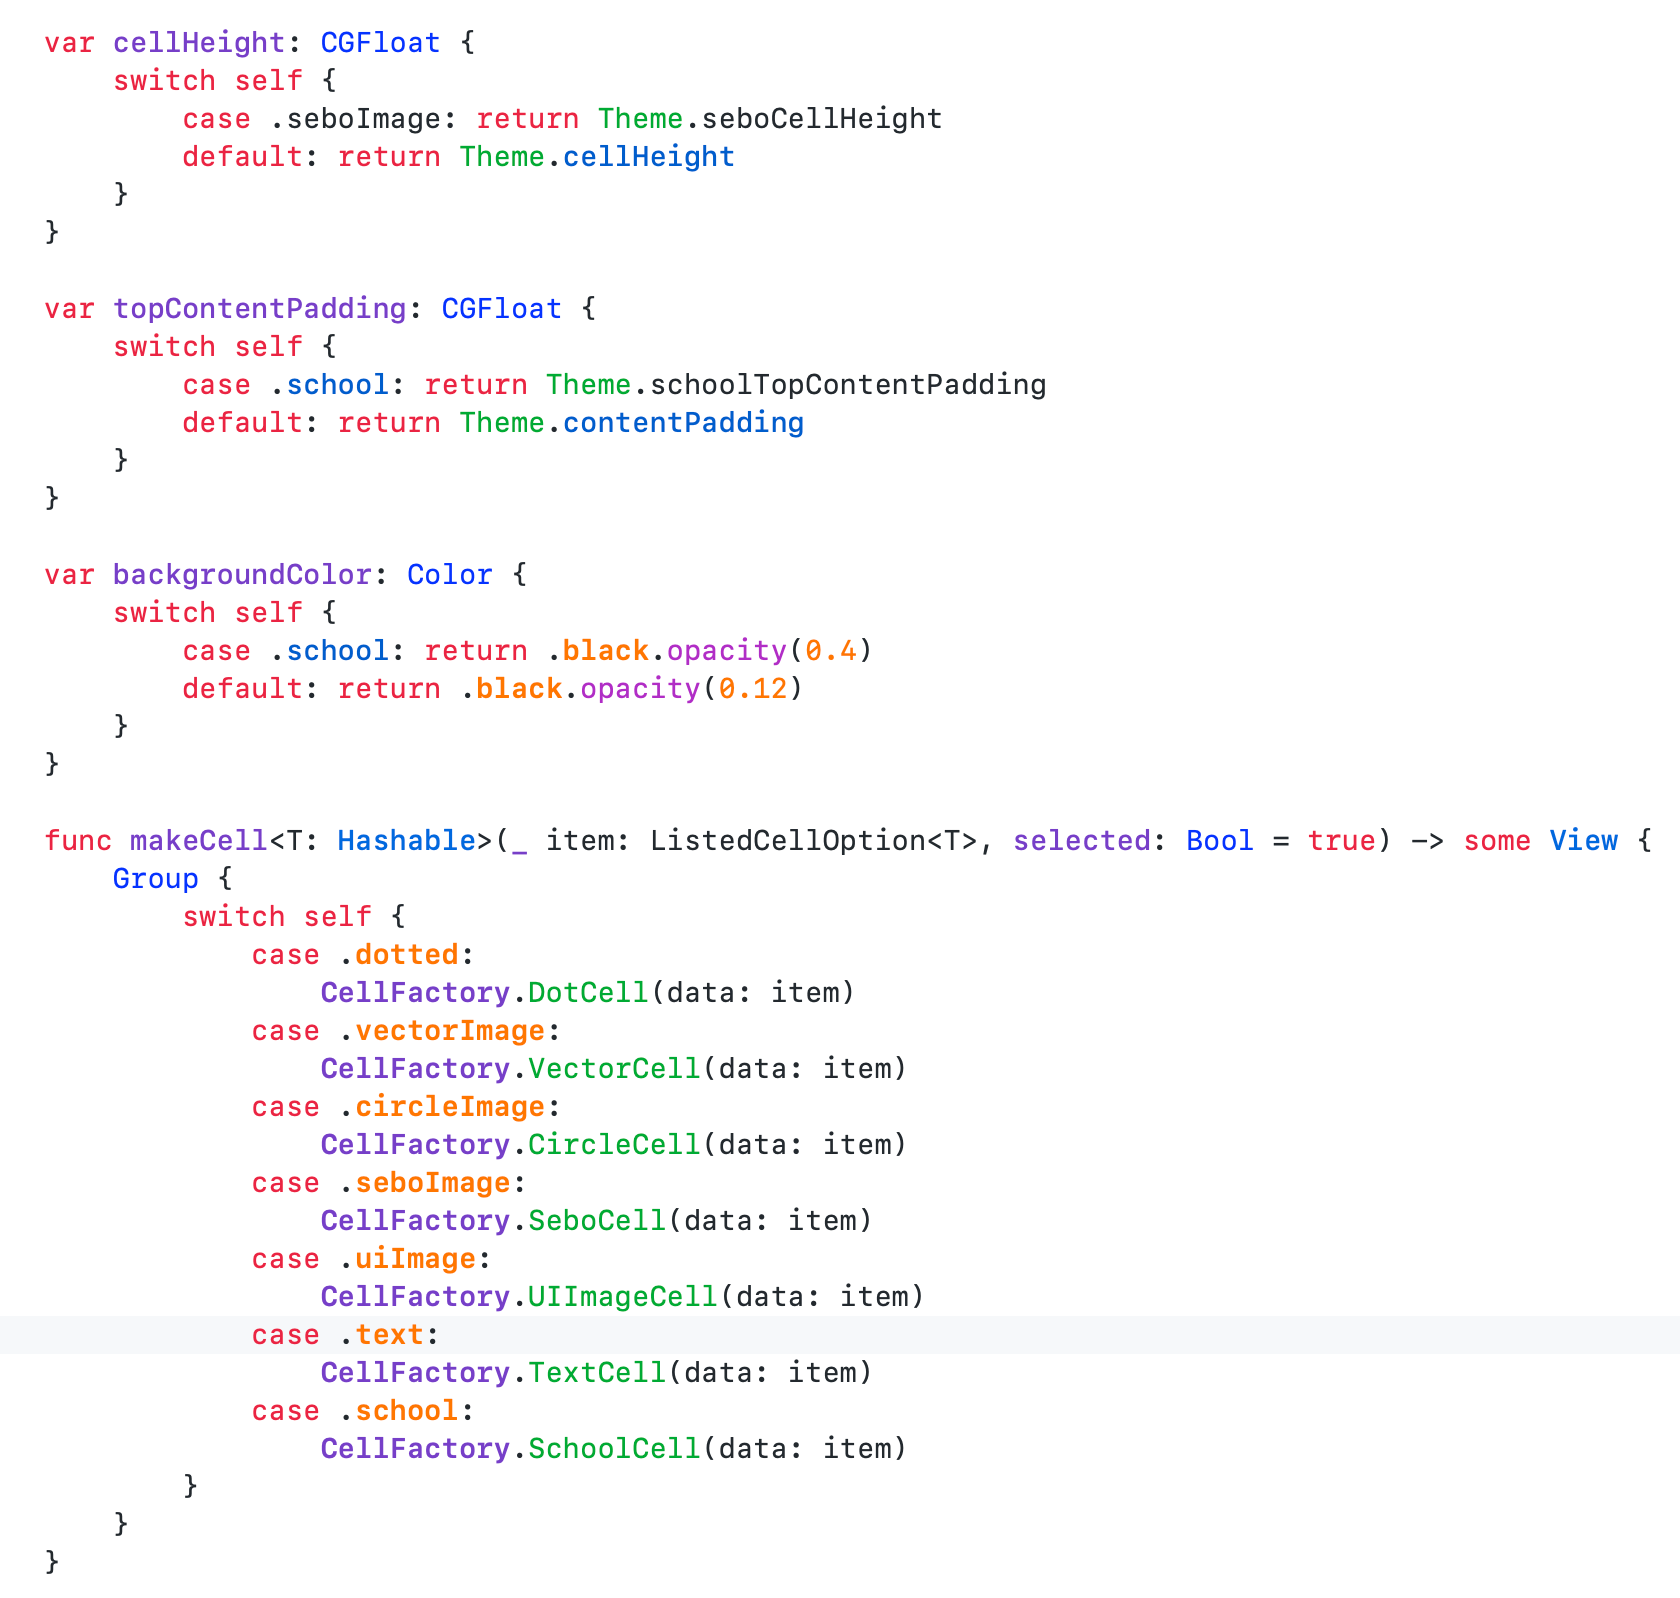 var cellHeight: CGFloat {
    switch self {
        case .seboImage: return Theme.seboCellHeight
        default: return Theme.cellHeight
    }
}

var topContentPadding: CGFloat {
    switch self {
        case .school: return Theme.schoolTopContentPadding
        default: return Theme.contentPadding
    }
}

var backgroundColor: Color {
    switch self {
        case .school: return .black.opacity(0.4)
        default: return .black.opacity(0.12)
    }
}

func makeCell<T: Hashable>(_ item: ListedCellOption<T>, selected: Bool = true) -> some View {
    Group {
        switch self {
            case .dotted:
                CellFactory.DotCell(data: item)
            case .vectorImage:
                CellFactory.VectorCell(data: item)
            case .circleImage:
                CellFactory.CircleCell(data: item)
            case .seboImage:
                CellFactory.SeboCell(data: item)
            case .uiImage:
                CellFactory.UIImageCell(data: item)
            case .text:
                CellFactory.TextCell(data: item)
            case .school:
                CellFactory.SchoolCell(data: item)
        }
    }
}